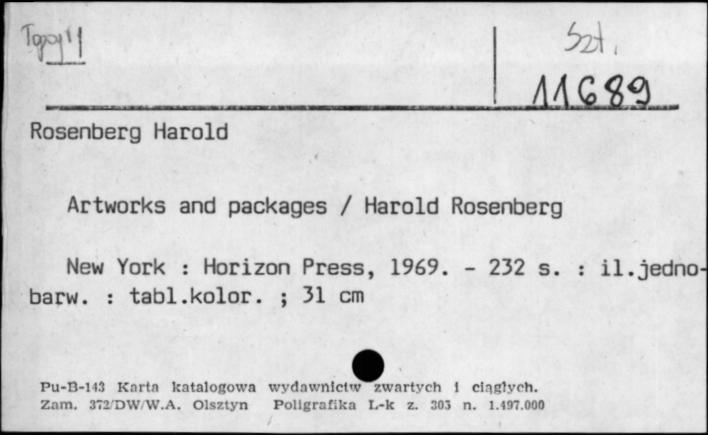 Szt.
11689
Rosenberg Harold
Artworks and packages / Harold Rosenberg
New York : Horizon Press, 1969. - 232 s. : il.jedno-
barw. : tabl.kolor. ; 31 cm
Pu-B-143 Karta katalogowa wydawnictw zwartych i ciągłych.
Zam. 372/DW/W.A. Olsztyn Poligrafika L-k z. 303 n. 1.497.000